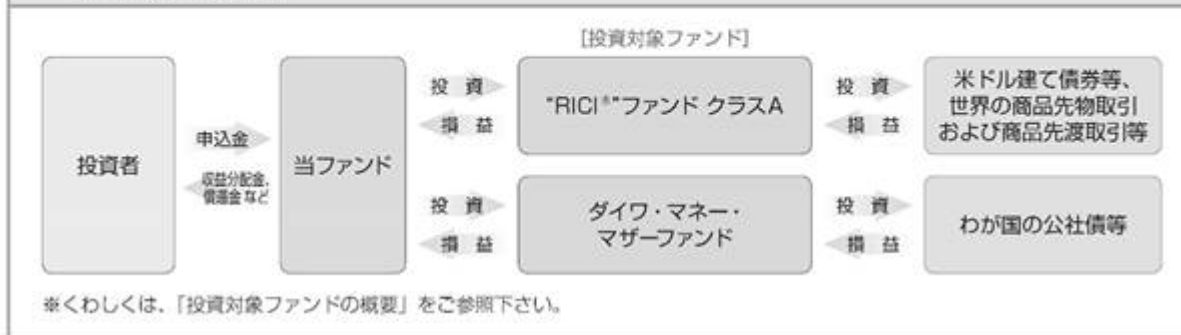 [投資対象ファンド]
投資者
申込金
収益分配金、
償還金 など
当ファンド
投 資
損 益
"RICI®"ファンド クラスA
投 資
損 益
米ドル建て債券等、
世界の商品先物取引
および商品先渡取引等
投 資
損 益
ダイワ・マネー・
マザーファンド
投 資
損 益
わが国の公社債等
※くわしくは、「投資対象ファンドの概要」をご参照下さい。